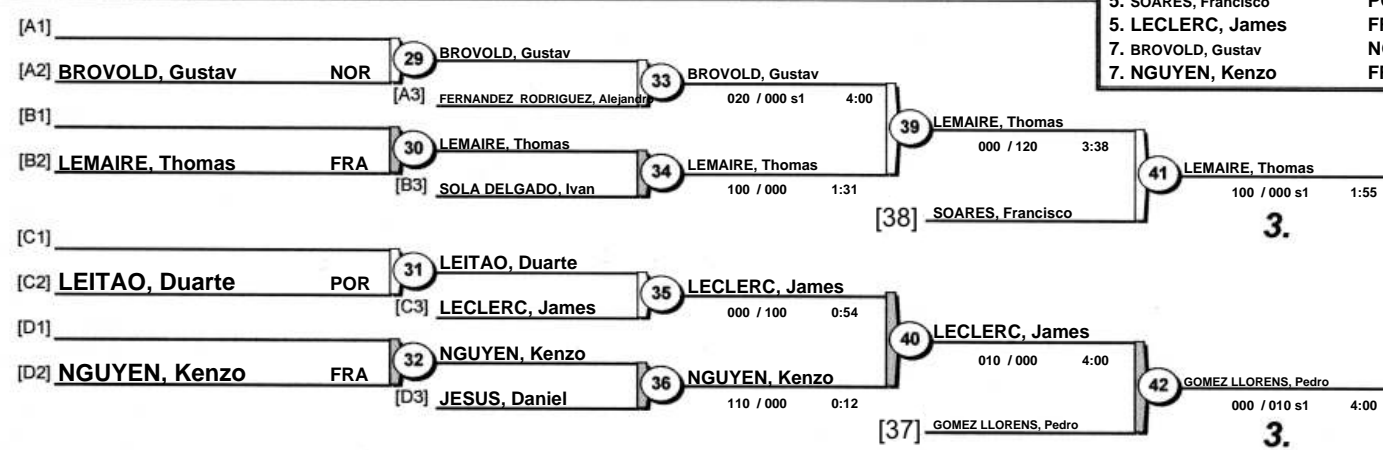 5. SOARES, Francisco
5. LECLERC, James
7. BROVOLD, Gustav
7. NGUYEN, Kenzo
[A1]
[A2] BROVOLD, Gustav NOR
29 BROVOLD, Gustav
[A3] FERNANDEZ RODRIGUEZ, Alejandro
33 BROVOLD, Gustav
020 / 000 s1 4:00
[B1]
[B2] LEMAIRE, Thomas FRA
30 LEMAIRE, Thomas
[B3] SOLA DELGADO, Ivan
34 LEMAIRE, Thomas
100 / 000 1:31
39 LEMAIRE, Thomas
000 / 120 3:38
[38] SOARES, Francisco
41 LEMAIRE, Thomas
100 / 000 s1 1:55
3.
[C1]
[C2] LEITAO, Duarte POR
31 LEITAO, Duarte
[C3] LECLERC, James
35 LECLERC, James
000 / 100 0:54
[D1]
[D2] NGUYEN, Kenzo FRA
32 NGUYEN, Kenzo
[D3] JESUS, Daniel
36 NGUYEN, Kenzo
110 / 000 0:12
40 LECLERC, James
010 / 000 4:00
[37] GOMEZ LLORENS, Pedro
42 GOMEZ LLORENS, Pedro
000 / 010 s1 4:00
3.